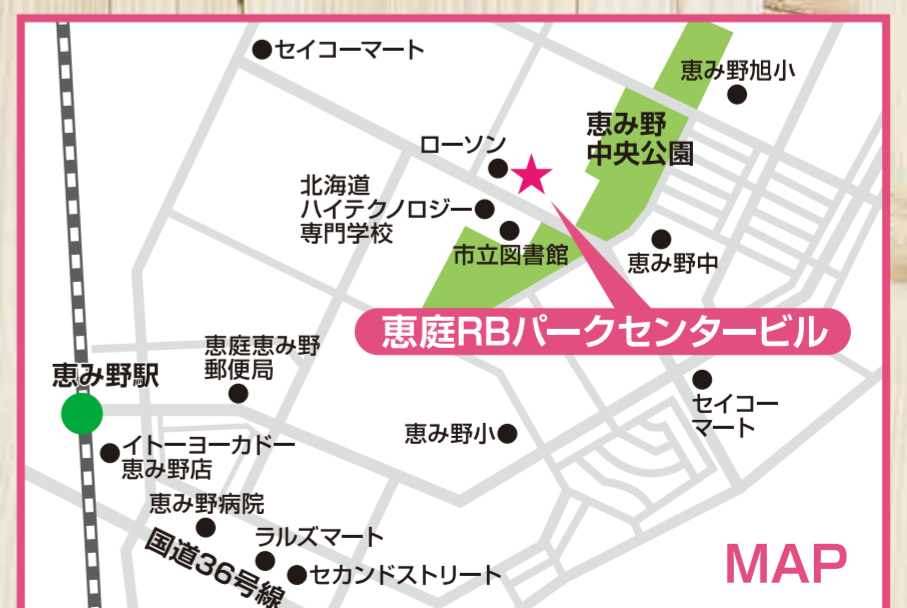 セイコーマート
恵み野旭小
恵み野
中央公園
ローソン
北海道
ハイテクノロジー
専門学校
市立図書館
恵み野中
恵庭RBパークセンタービル
恵庭恵み野
郵便局
恵み野駅
セイコー
マート
恵み野小
イトーヨーカドー
恵み野店
恵み野病院
国道36号線
ラルズマート
セカンドストリート
MAP